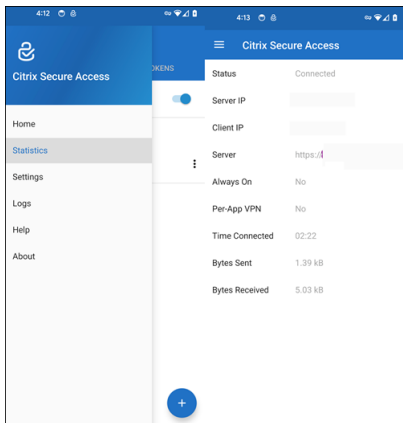 4:12
Citrix Secure Access
OKENS
Home
Statistics
Settings
Logs
Help
About
+
4:13
Citrix Secure Access
Status Connected
Server IP
Client IP
Server https://
Always On No
Per-App VPN No
Time Connected 02:22
Bytes Sent 1.39 kB
Bytes Received 5.03 kB